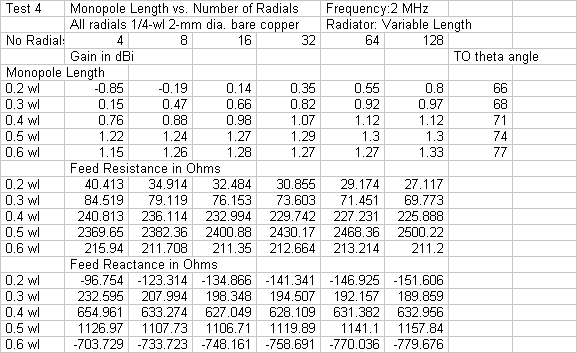 Test 4 Monopole Length vs. Number of Radials Frequency:2 MHz
All radials 1/4-wl 2-mm dia. bare copper Radiator: Variable Length
No Radials 4 8 16 32 64 128
Gain in dBi TO theta angle
Monopole Length
0.2 wl -0.85 -0.19 0.14 0.35 0.55 0.8 66
0.3 wl 0.15 0.47 0.66 0.82 0.92 0.97 68
0.4 wl 0.76 0.88 0.98 1.07 1.12 1.12 71
0.5 wl 1.22 1.24 1.27 1.29 1.3 1.3 74
0.6 wl 1.15 1.26 1.28 1.27 1.27 1.33 77
Feed Resistance in Ohms
0.2 wl 40.413 34.914 32.484 30.855 29.174 27.117
0.3 wl 84.519 79.119 76.153 73.603 71.451 69.773
0.4 wl 240.813 236.114 232.994 229.742 227.231 225.888
0.5 wl 2369.65 2382.36 2400.88 2430.17 2468.36 2500.22
0.6 wl 215.94 211.708 211.35 212.664 213.214 211.2
Feed Reactance in Ohms
0.2 wl -96.754 -123.314 -134.866 -141.341 -146.925 -151.606
0.3 wl 232.595 207.994 198.348 194.507 192.157 189.859
0.4 wl 654.961 633.274 627.049 628.109 631.382 632.956
0.5 wl 1126.97 1107.73 1106.71 1119.89 1141.1 1157.84
0.6 wl -703.729 -733.723 -748.161 -758.691 -770.036 -779.676